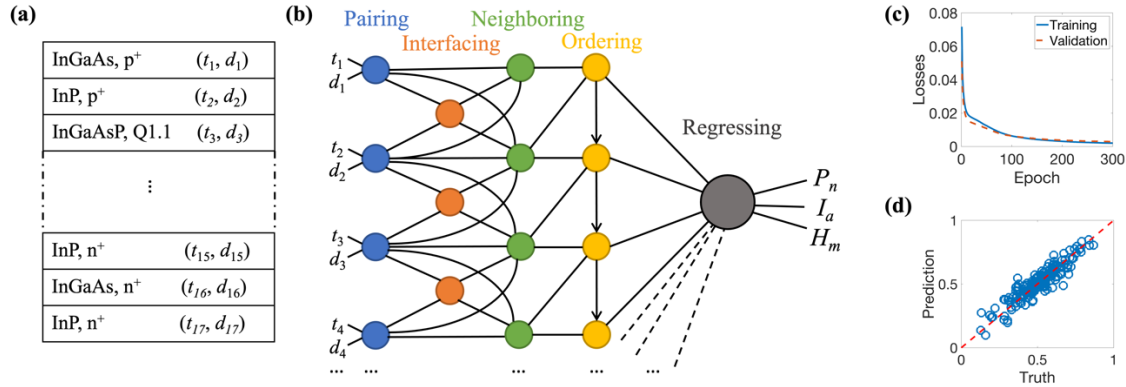 (a)
InGaAs, p+ (t1, d1)
InP, p+ (t2, d2)
InGaAsP, Q1.1 (t3, d3)
...
InP, n+ (t15, d15)
InGaAs, n+ (t16, d16)
InP, n+ (t17, d17)
(b)
Pairing
Interfacing
Neighboring
Ordering
Regressing
t1
d1
t2
d2
t3
d3
t4
d4
... ... ... ... ...
Pn
Ia
Hm
(c)
Losses
0.08
0.06
0.04
0.02
0
Training
Validation
0 100 200 300
Epoch
(d)
Prediction
1
0.5
0
0 0.5 1
Truth